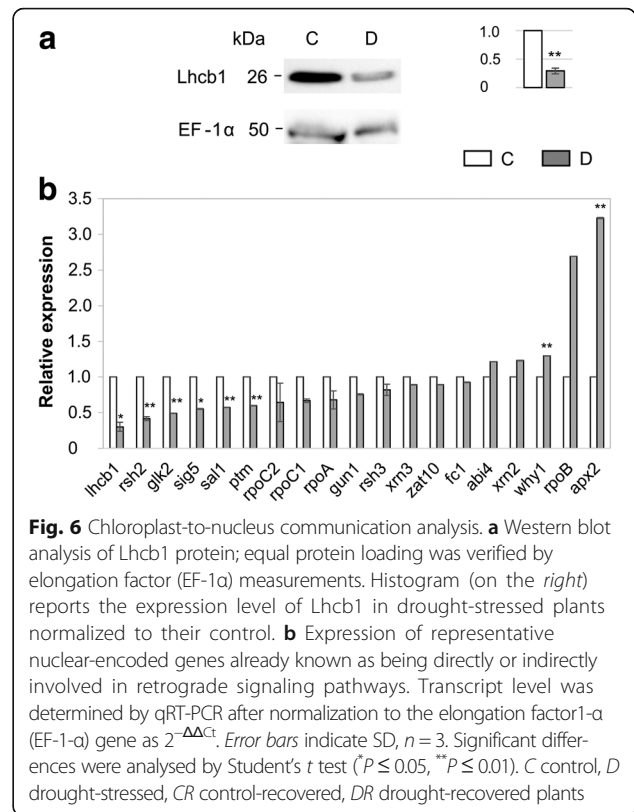 a
kDa C D
Lhcb1 26
EF-1α 50
1.0
0.5
0
**
C D
b
Relative expression
3.5
3.0
2.5
2.0
1.5
1.0
0.5
0
* ** ** * ** ** ** **
lhcb1 rsh2 glk2 sig5 sal1 ptm rpoC2 rpoC1 rpoA gun1 rsh3 xrn3 zat10 fc1 abi4 xrn2 why1 rpoB apx2
Fig. 6 Chloroplast-to-nucleus communication analysis. a Western blot
analysis of Lhcb1 protein; equal protein loading was verified by
elongation factor (EF-1α) measurements. Histogram (on the right)
reports the expression level of Lhcb1 in drought-stressed plants
normalized to their control. b Expression of representative
nuclear-encoded genes already known as being directly or indirectly
involved in retrograde signaling pathways. Transcript level was
determined by qRT-PCR after normalization to the elongation factor1-α
(EF-1-α) gene as 2^−ΔΔCt. Error bars indicate SD, n = 3. Significant differ-
ences were analysed by Student's t test (*P ≤ 0.05, **P ≤ 0.01). C control, D
drought-stressed, CR control-recovered, DR drought-recovered plants